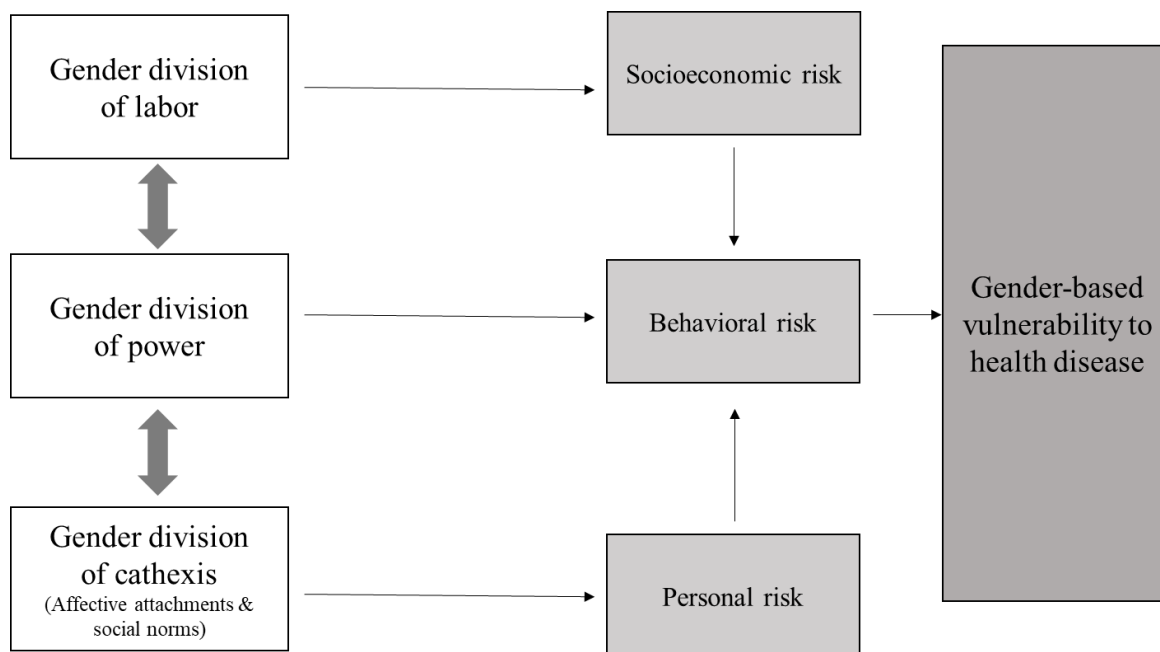 Gender division
of labor
Socioeconomic risk
Gender division
of power
Behavioral risk
Gender-based
vulnerability to
health disease
Gender division
of cathexis
(Affective attachments &
social norms)
Personal risk